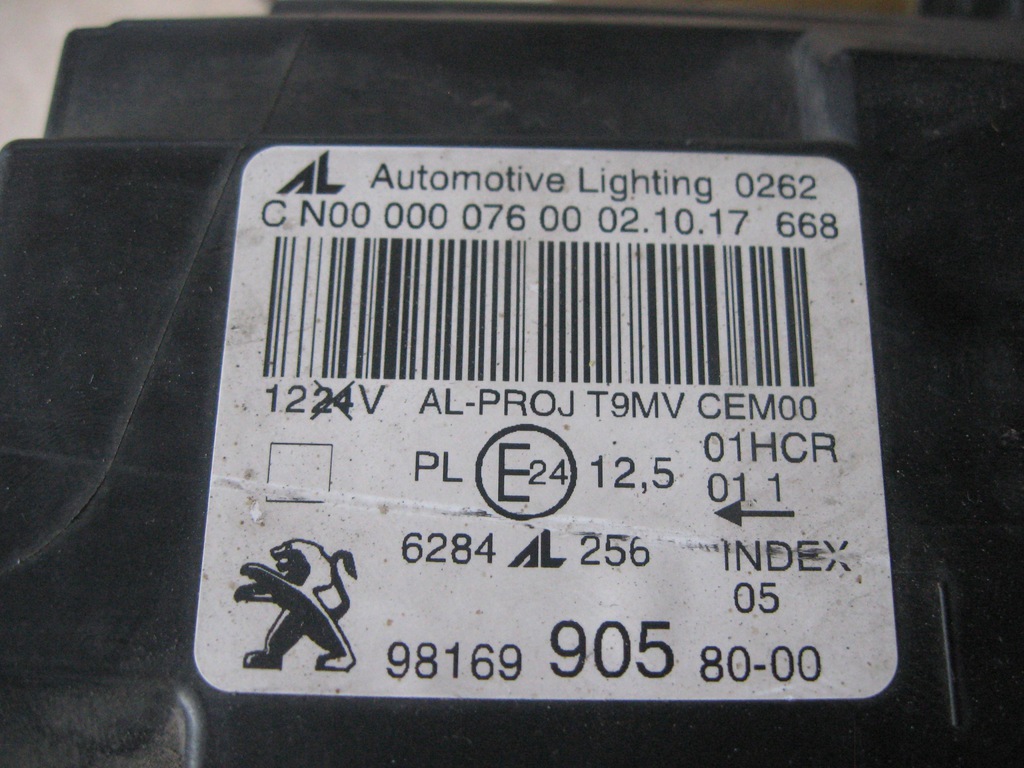 AL Automotive Lighting 0262
C N00 000 076 00 02.10.17 668
1224V AL-PROJ T9MV CEM00
PL E24 12,5 01HCR
01 1
6284 AL 256 INDEX
05
98169 905 80-00